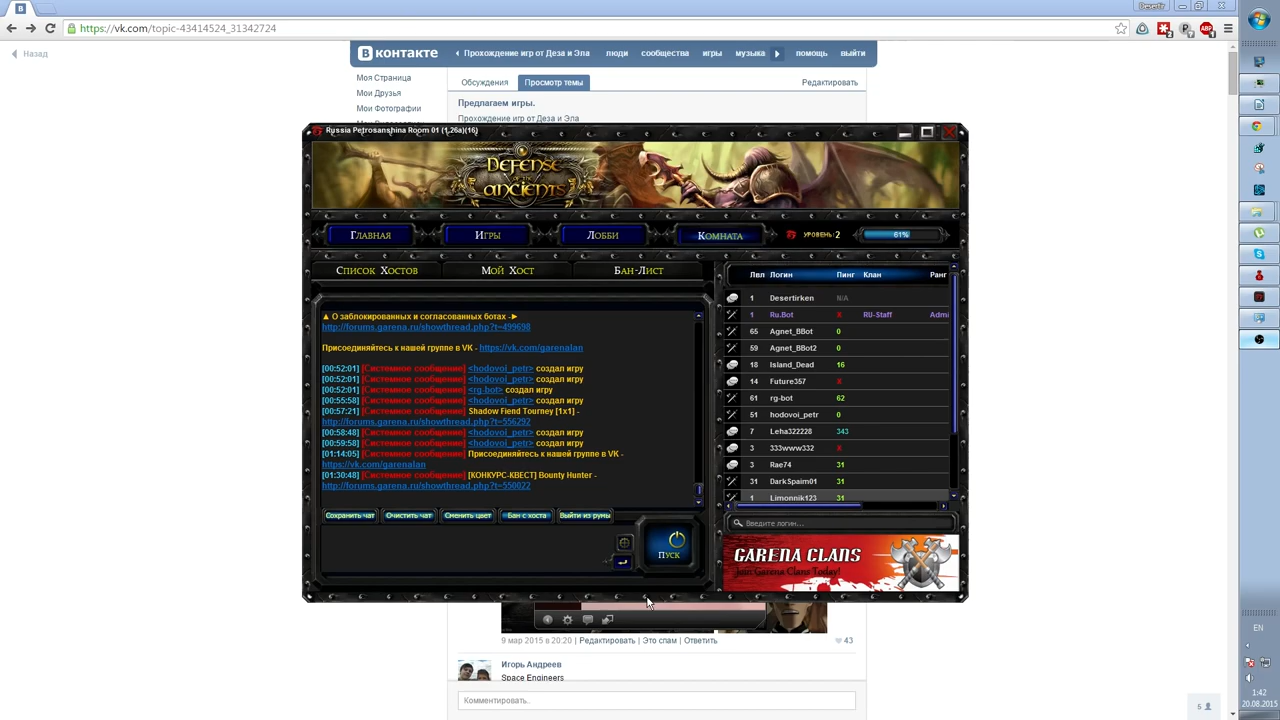 В
Desertir
https://vk.com/topic-43414524_31342724
Назад
В контакте
Прохождение игр от Деза и Эла люди сообщества игры музыка помощь выйти
Моя Страница
Мои Друзья
Мои Фотографии
Обсуждения Просмотр темы Редактировать
Предлагаем игры.
Прохождение игр от Деза и Эла
Russia Petrosanshina Room 01 (1,26a)(16)
DEFENSE
OF THE
ANCIENTS
Главная Игры Лобби Комната УРОВЕНЬ: 2 61%
Список Хостов Мой Хост Бан-Лист
▲ О заблокированных и согласованных ботах -►
http://forums.garena.ru/showthread.php?t=499698
Присоединяйтесь к нашей группе в VK - https://vk.com/garenalan
[00:52:01] [Системное сообщение] <hodovoi_petr> создал игру
[00:52:01] [Системное сообщение] <hodovoi_petr> создал игру
[00:52:01] [Системное сообщение] <rg-bot> создал игру
[00:55:58] [Системное сообщение] <hodovoi_petr> создал игру
[00:57:21] [Системное сообщение] Shadow Fiend Tourney [1x1] -
http://forums.garena.ru/showthread.php?t=556292
[00:58:48] [Системное сообщение] <hodovoi_petr> создал игру
[00:59:58] [Системное сообщение] <hodovoi_petr> создал игру
[01:14:05] [Системное сообщение] Присоединяйтесь к нашей группе в VK -
https://vk.com/garenalan
[01:30:48] [Системное сообщение] [КОНКУРС-КВЕСТ] Bounty Hunter -
http://forums.garena.ru/showthread.php?t=550022
Сохранить чат Очистить чат Сменить цвет Бан с хоста Выйти из румы
Пуск
Лвл Логин Пинг Клан Ранг
1 Desertirken N/A
1 Ru.Bot X RU-Staff Admi
65 Agnet_BBot 0
59 Agnet_BBot2 0
18 Island_Dead 16
14 Future357 X
61 rg-bot 62
51 hodovoi_petr 0
7 Leha322228 343
3 333www332 X
3 Rae74 31
31 DarkSpaim01 31
1 Limonnik123 31
Введите логин...
GARENA CLANS
Join Garena Clans Today!
9 мар 2015 в 20:20 Редактировать Это спам Ответить 43
Игорь Андреев
Space Engineers
Комментировать..
5
EN
1:42
20.08.2015